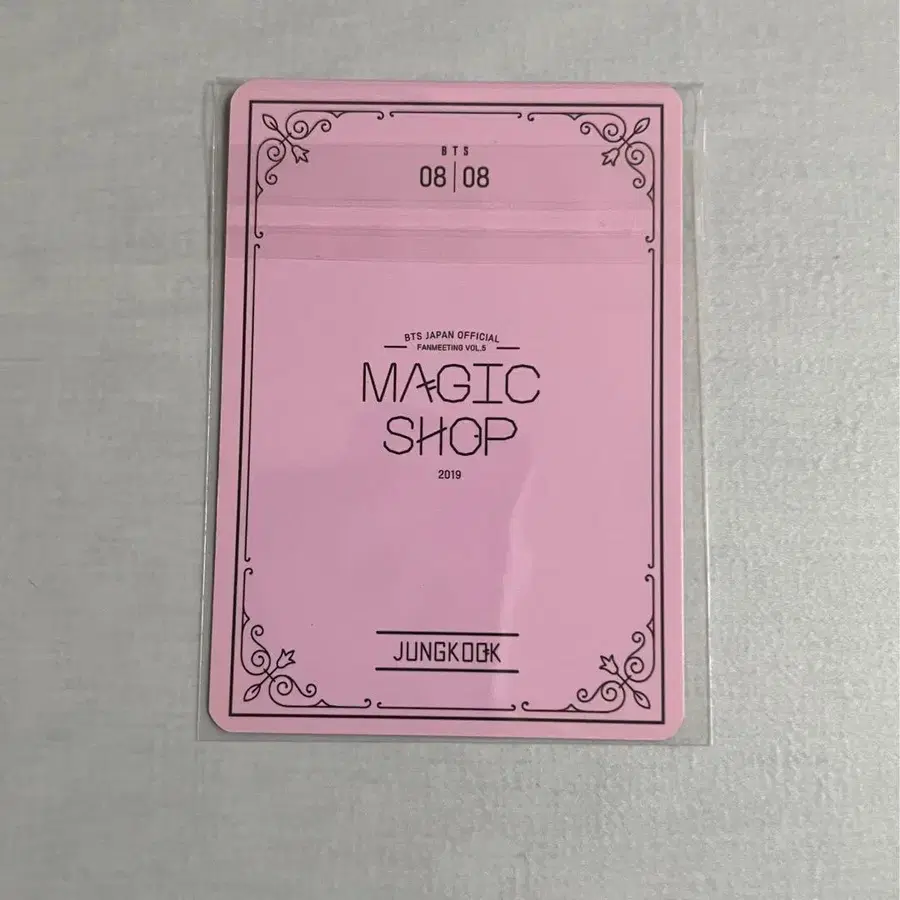 BTS
08|08
BTS JAPAN OFFICIAL
FANMEETING VOL.5
MAGIC
SHOP
2019
JUNGKOOK